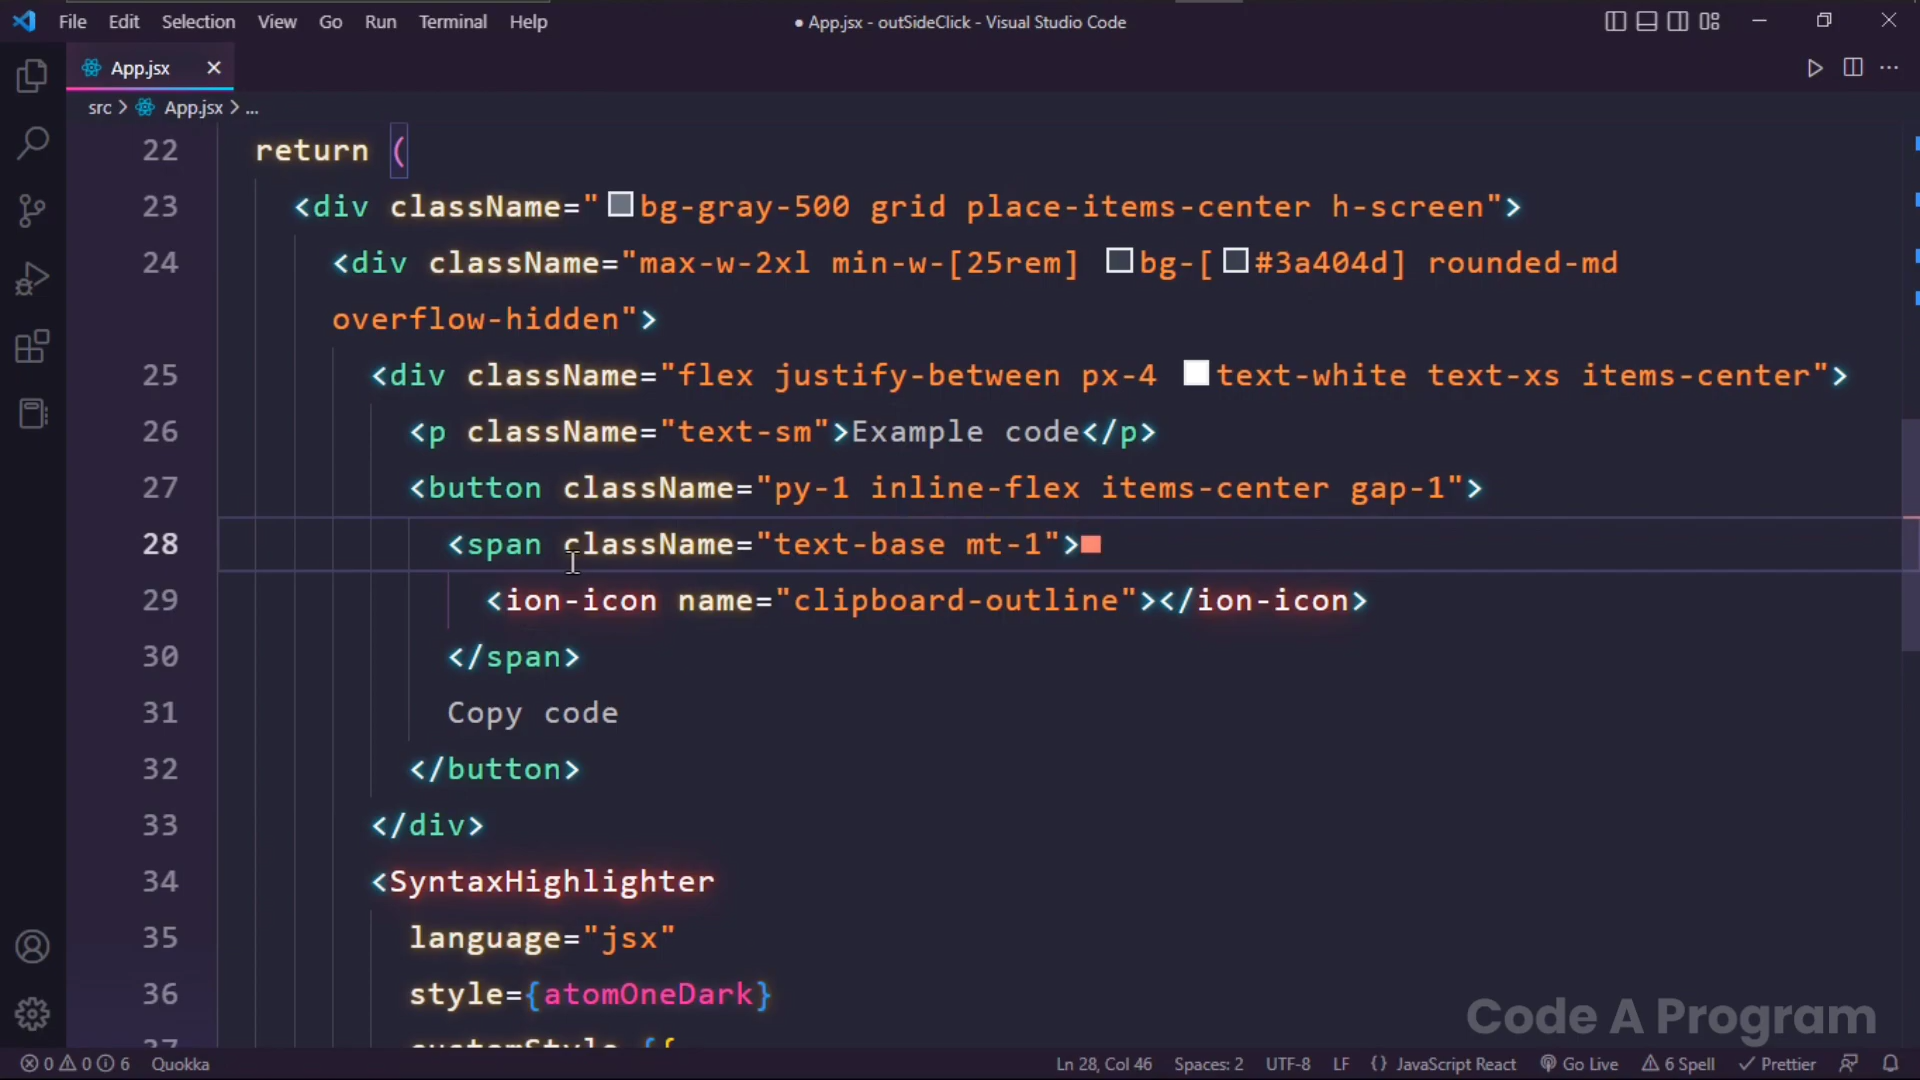 File Edit Selection View Go Run Terminal Help
● App.jsx - outSideClick - Visual Studio Code
App.jsx
src > App.jsx > ...
22 return (
23 <div className="bg-gray-500 grid place-items-center h-screen">
24 <div className="max-w-2xl min-w-[25rem] bg-[#3a404d] rounded-md
overflow-hidden">
25 <div className="flex justify-between px-4 text-white text-xs items-center">
26 <p className="text-sm">Example code</p>
27 <button className="py-1 inline-flex items-center gap-1">
28 <span className="text-base mt-1">
29 <ion-icon name="clipboard-outline"></ion-icon>
30 </span>
31 Copy code
32 </button>
33 </div>
34 <SyntaxHighlighter
35 language="jsx"
36 style={atomOneDark}
37 customStyle={{
Code A Program
0 0 6 Quokka Ln 28, Col 46 Spaces: 2 UTF-8 LF {} JavaScript React Go Live 6 Spell Prettier